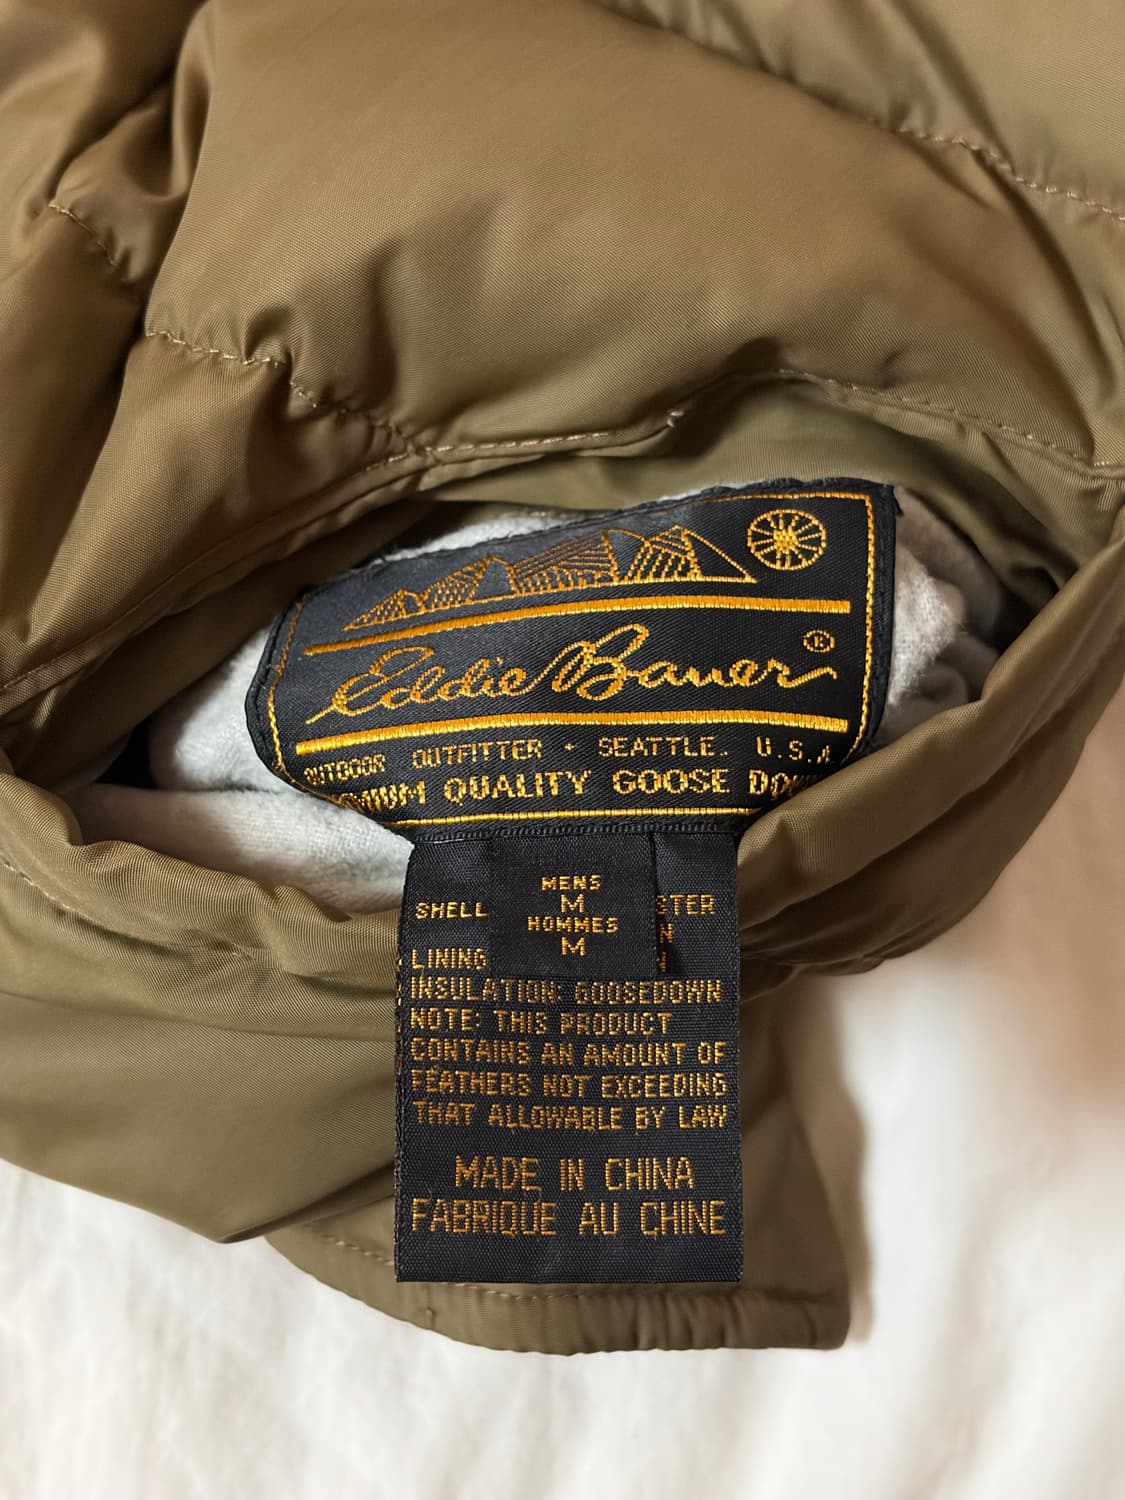 Eddie Bauer®
OUTDOOR OUTFITTER · SEATTLE. U.S.A
QUALITY GOOSE
MENS
M
HOMMES
M
SHELL
LINING
INSULATION: GOOSEDOWN
NOTE: THIS PRODUCT
CONTAINS AN AMOUNT OF
FEATHERS NOT EXCEEDING
THAT ALLOWABLE BY LAW
MADE IN CHINA
FABRIQUE AU CHINE